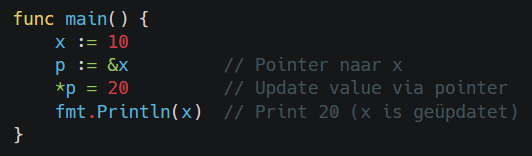 func main() {
    x := 10
    p := &x         // Pointer naar x
    *p = 20         // Update value via pointer
    fmt.Println(x)  // Print 20 (x is geüpdatet)
}